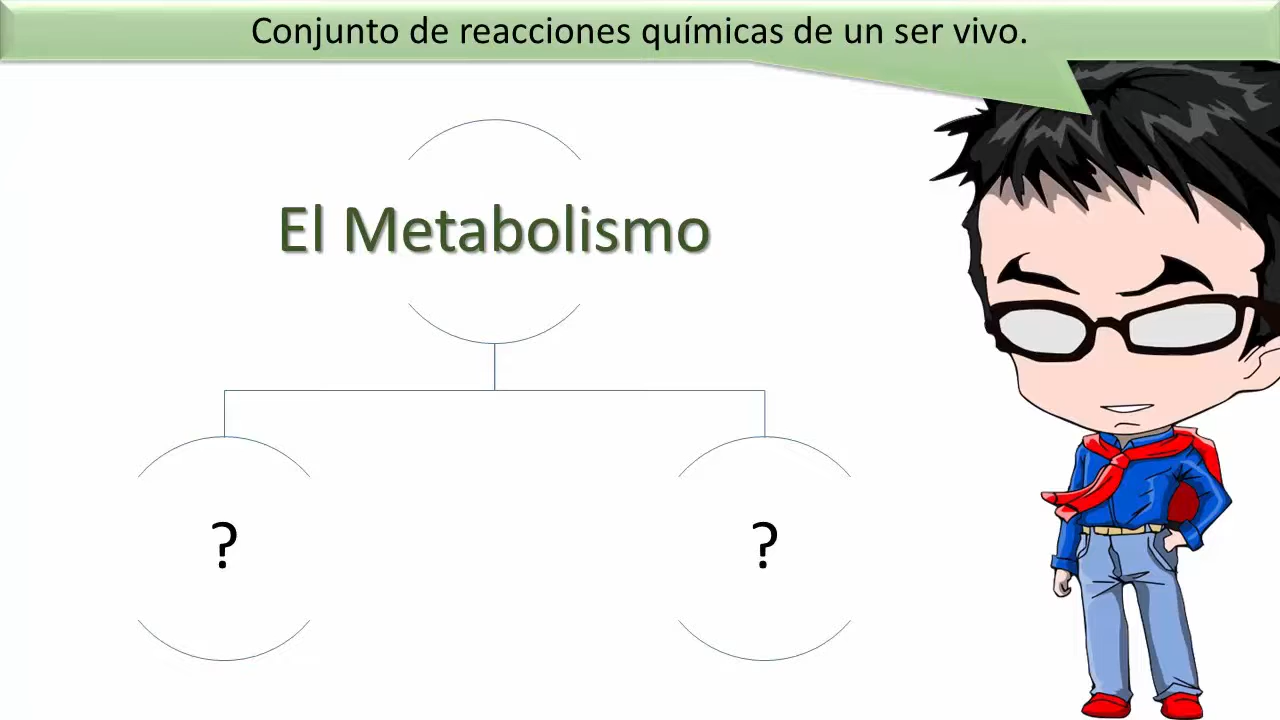 Conjunto de reacciones químicas de un ser vivo.
El Metabolismo
?
?